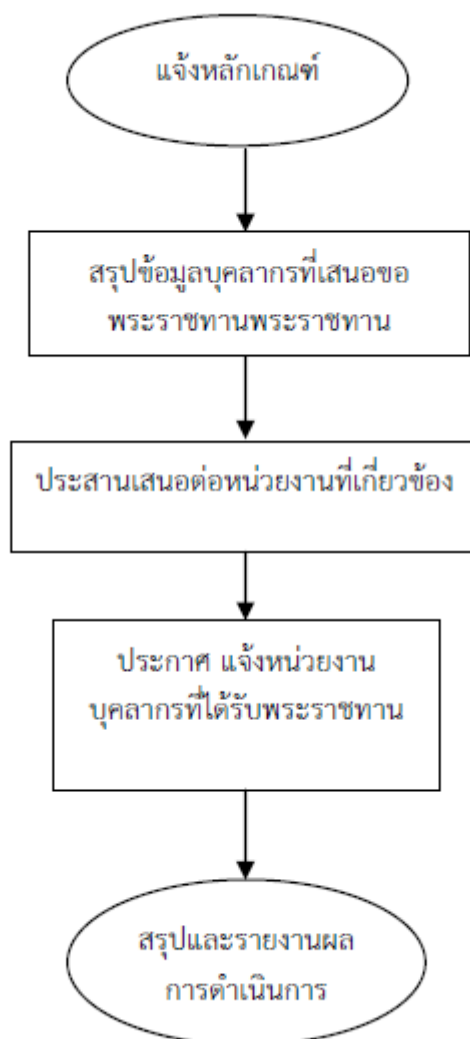 แจ้งหลักเกณฑ์
สรุปข้อมูลบุคลากรที่เสนอขอ
พระราชทานพระราชทาน
ประสานเสนอต่อหน่วยงานที่เกี่ยวข้อง
ประกาศ แจ้งหน่วยงาน
บุคลากรที่ได้รับพระราชทาน
สรุปและรายงานผล
การดำเนินการ